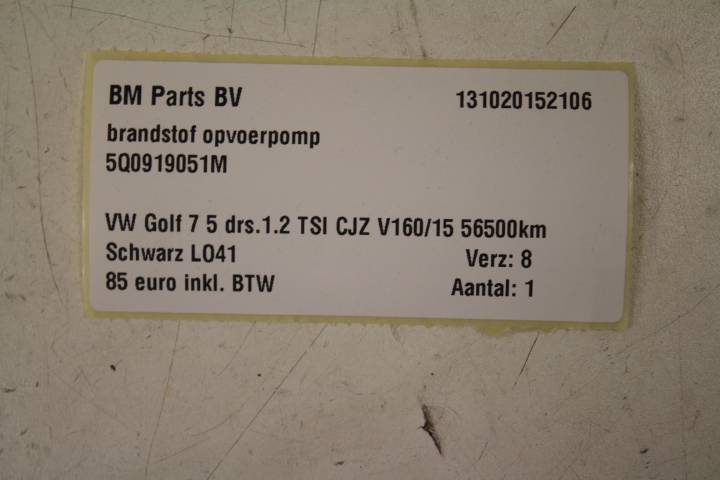 BM Parts BV 131020152106
brandstof opvoerpomp
5Q0919051M
VW Golf 7 5 drs.1.2 TSI CJZ V160/15 56500km
Schwarz LO41 Verz: 8
85 euro inkl. BTW Aantal: 1